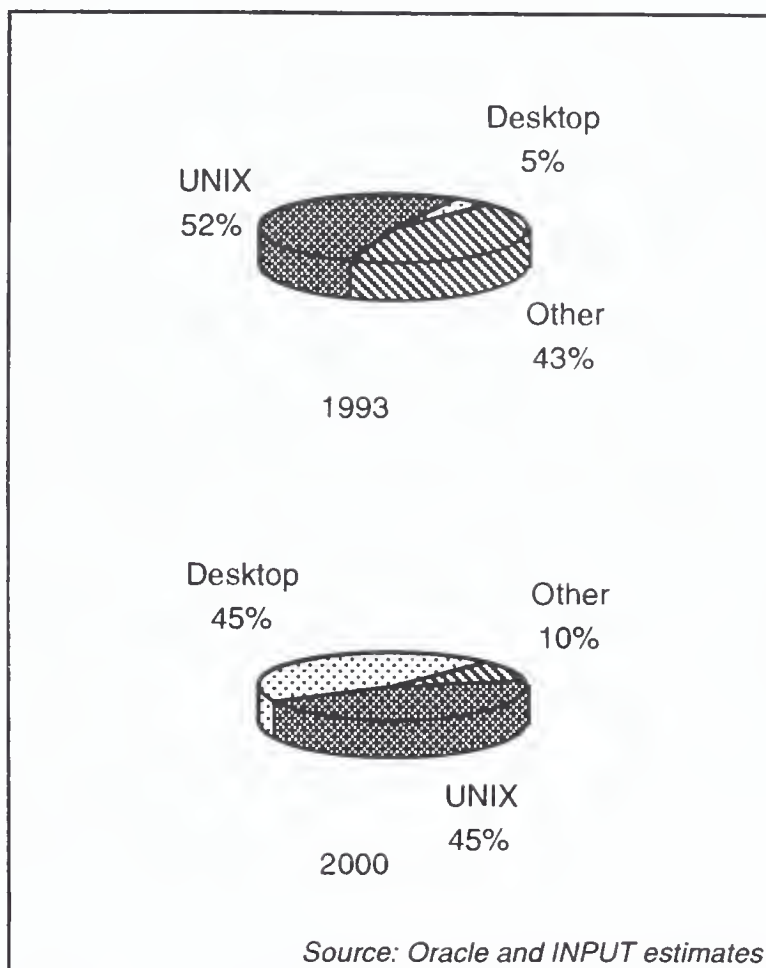 Desktop
5%
UNIX
52%
Other
43%
1993
Desktop
45%
Other
10%
UNIX
45%
2000
Source: Oracle and INPUT estimates